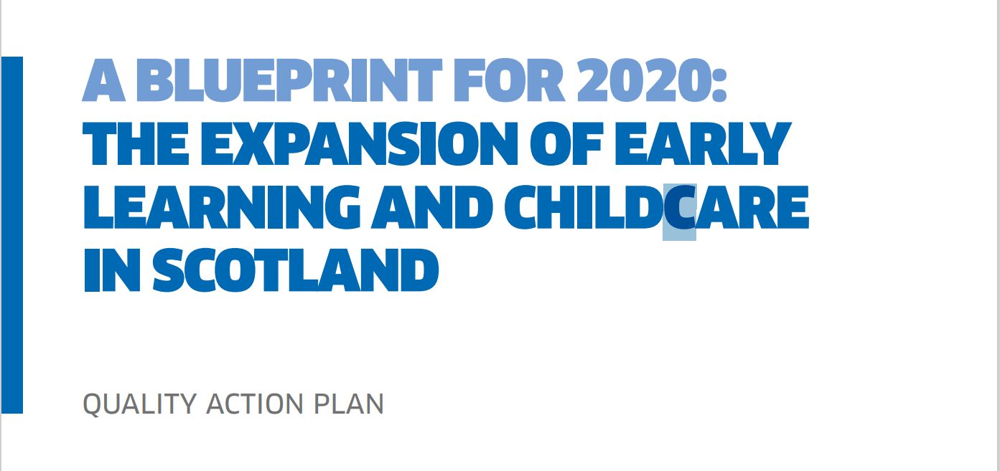 A BLUEPRINT FOR 2020:
THE EXPANSION OF EARLY
LEARNING AND CHILDCARE
IN SCOTLAND
QUALITY ACTION PLAN